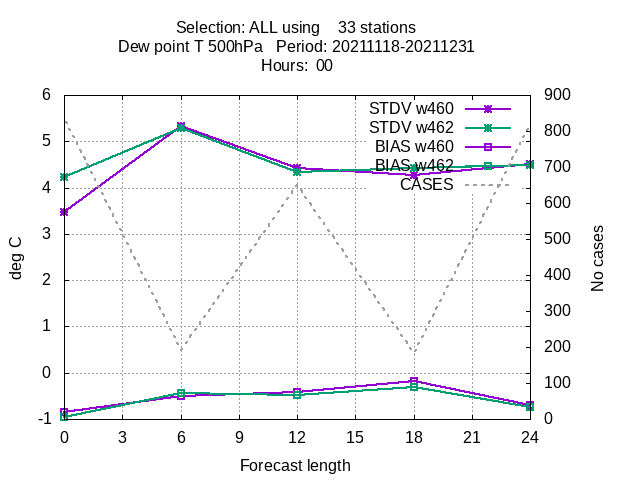 Selection: ALL using    33 stations
Dew point T 500hPa   Period: 20211118-20211231
Hours:  00
STDV w460
STDV w462
BIAS w460
BIAS w462
CASES
6
5
4
3
2
1
0
-1
deg C
900
800
700
600
500
400
300
200
100
0
No cases
0 3 6 9 12 15 18 21 24
Forecast length